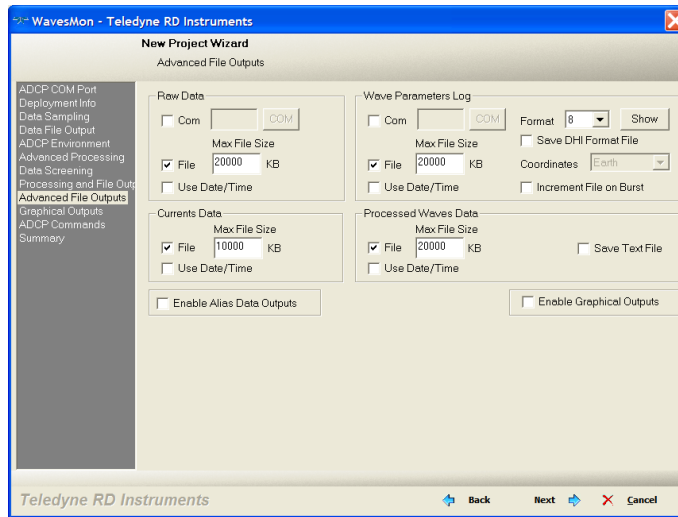 WavesMon - Teledyne RD Instruments
New Project Wizard
Advanced File Outputs
ADCP COM Port
Deployment Info
Data Sampling
Data File Output
ADCP Environment
Advanced Processing
Data Screening
Processing and File Outp
Advanced File Outputs
Graphical Outputs
ADCP Commands
Summary
Raw Data
Com
COM
Max File Size
File
20000
KB
Use Date/Time
Wave Parameters Log
Com
COM
Format
8
Show
Max File Size
Save DHI Format File
File
20000
KB
Coordinates
Earth
Use Date/Time
Increment File on Burst
Currents Data
Max File Size
File
10000
KB
Use Date/Time
Processed Waves Data
Max File Size
File
20000
KB
Save Text File
Use Date/Time
Enable Alias Data Outputs
Enable Graphical Outputs
Teledyne RD Instruments
Back
Next
Cancel